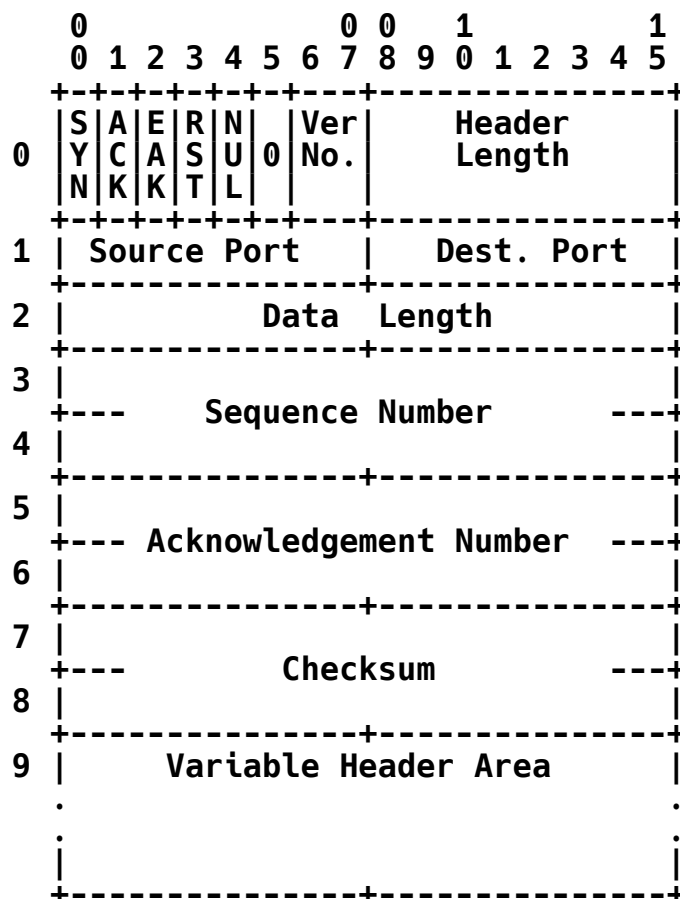 0             0 0   1         1
 0 1 2 3 4 5 6 7 8 9 0 1 2 3 4 5
+-+-+-+-+-+-+---+---------------+
|S|A|E|R|N| |Ver|    Header     |
0 |Y|C|A|S|U|0|No.|    Length     |
|N|K|K|T|L| |   |               |
+-+-+-+-+-+-+---+---------------+
1 | Source Port   |   Dest. Port  |
+---------------+---------------+
2 |          Data  Length         |
+---------------+---------------+
3 |                               |
+---    Sequence Number      ---+
4 |                               |
+---------------+---------------+
5 |                               |
+--- Acknowledgement Number  ---+
6 |                               |
+---------------+---------------+
7 |                               |
+---        Checksum         ---+
8 |                               |
+---------------+---------------+
9 |     Variable Header Area      |
.                               .
.                               .
|                               |
+---------------+---------------+